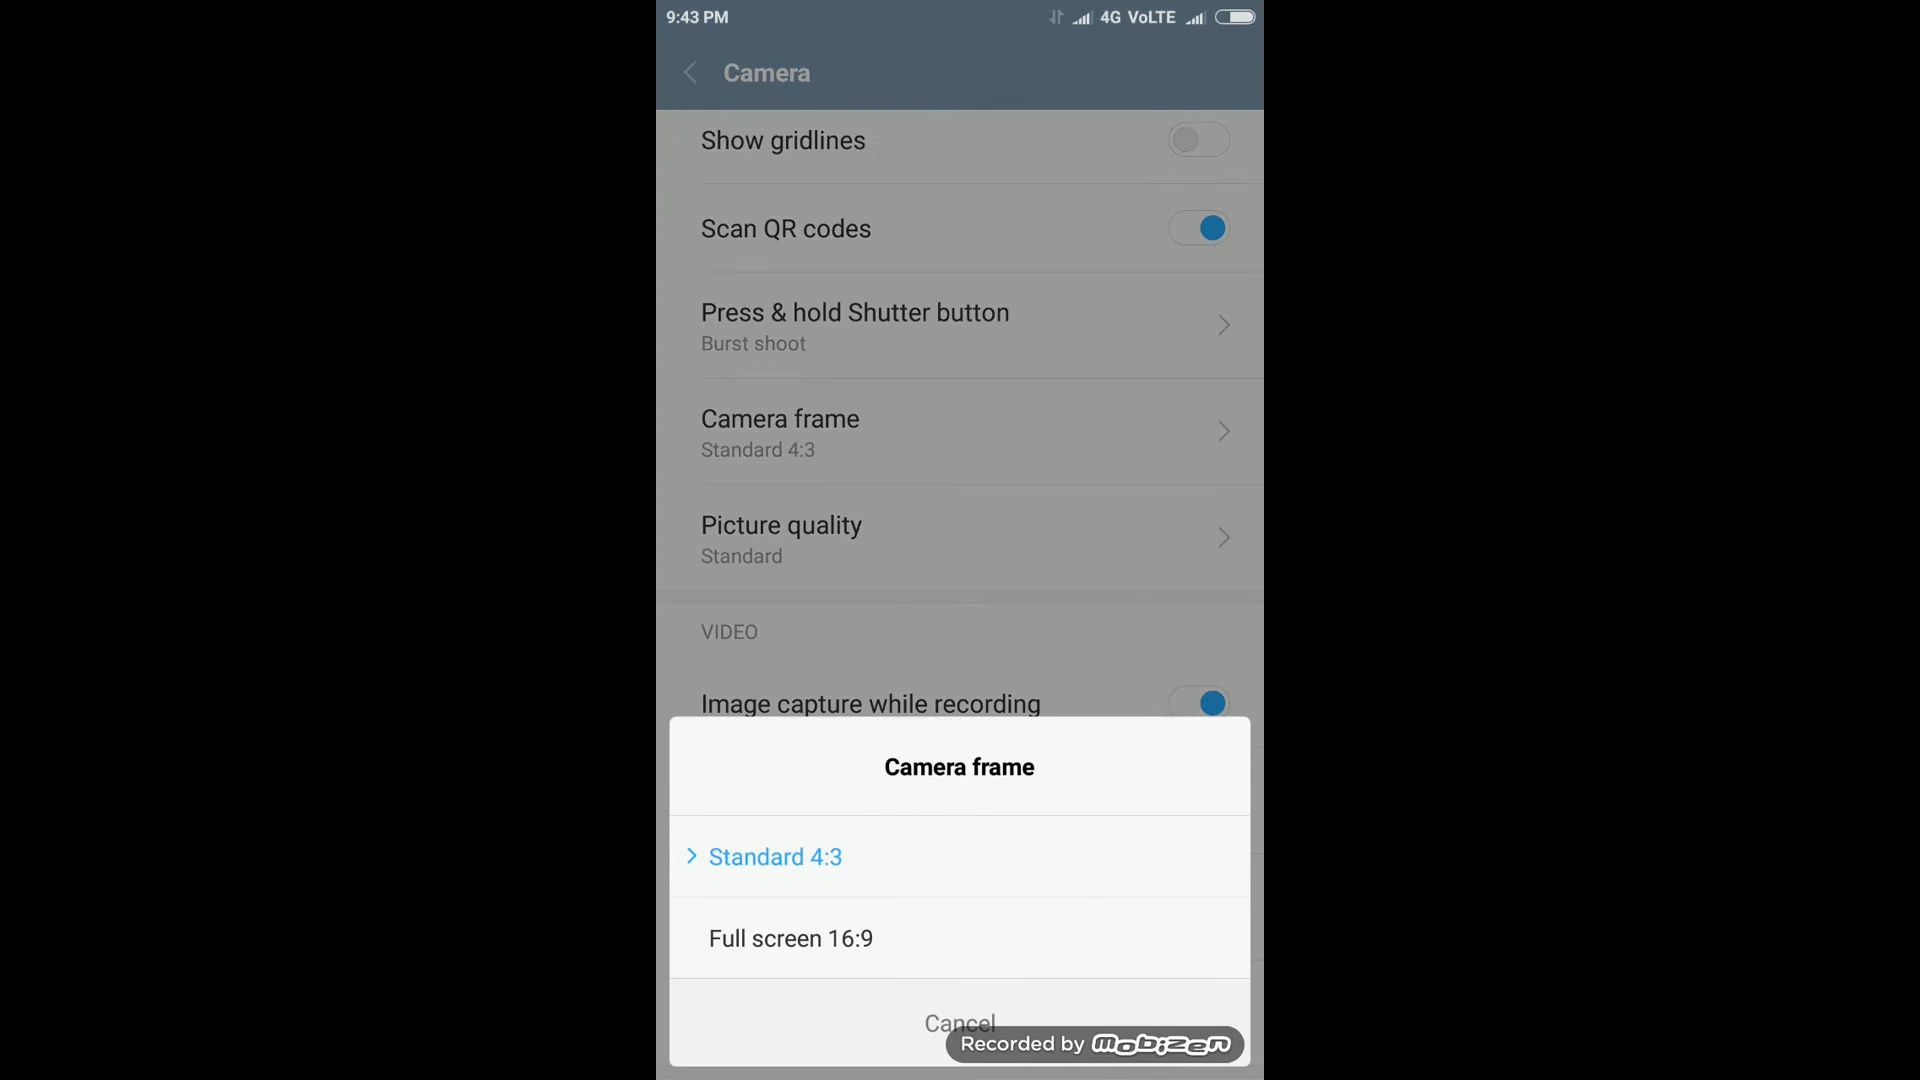 9:43 PM 4G VoLTE
Camera
Show gridlines
Scan QR codes
Press & hold Shutter button
Burst shoot
Camera frame
Standard 4:3
Picture quality
Standard
VIDEO
Image capture while recording
Camera frame
Standard 4:3
Full screen 16:9
Cancel
Recorded by mobizen